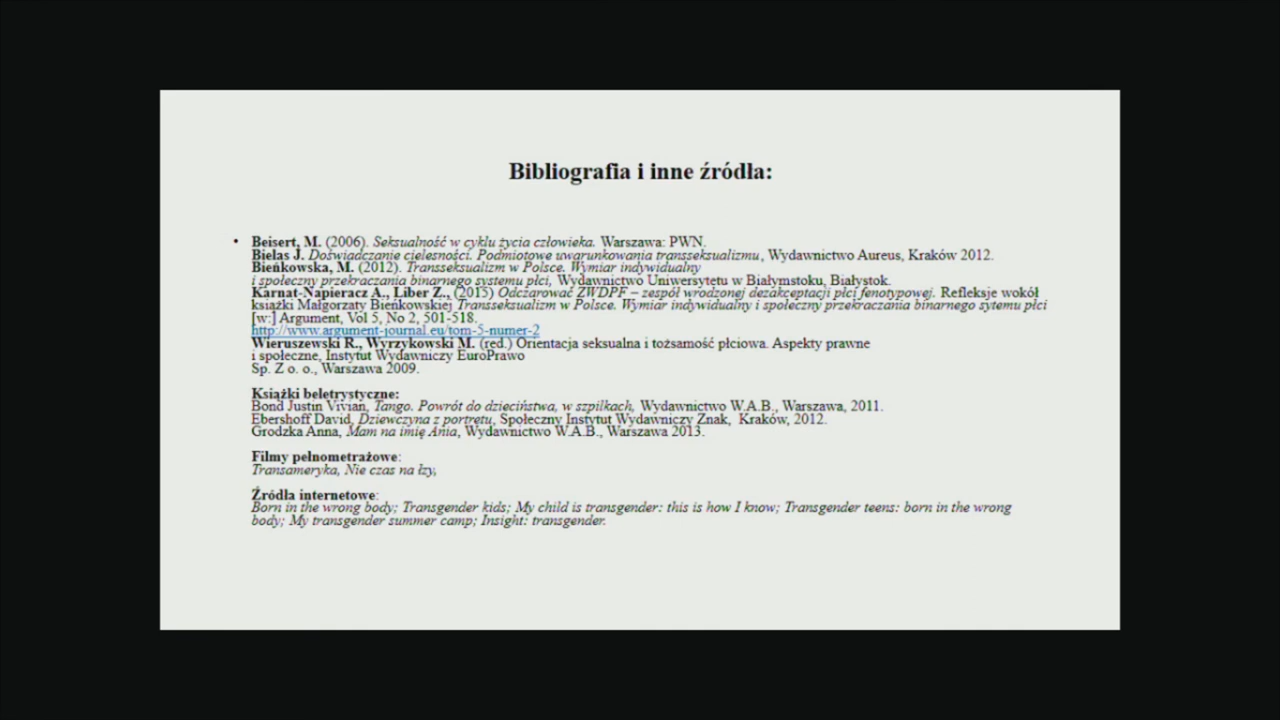 Bibliografia i inne źródła:
• Beisert, M. (2006). Seksualność w cyklu życia człowieka. Warszawa: PWN.
Bielas J. Doświadczanie cielesności. Podmiotowe uwarunkowania transseksualizmu, Wydawnictwo Aureus, Kraków 2012.
Bieńkowska, M. (2012). Transseksualizm w Polsce. Wymiar indywidualny
i społeczny przekraczania binarnego systemu płci, Wydawnictwo Uniwersytetu w Białymstoku, Białystok.
Karnat-Napieracz A., Liber Z., (2015) Odczarować ZWDPF – zespół wrodzonej dezakceptacji płci fenotypowej. Refleksje wokół
książki Małgorzaty Bieńkowskiej Transseksualizm w Polsce. Wymiar indywidualny i społeczny przekraczania binarnego sytemu płci
[w:] Argument, Vol 5, No 2, 501-518.
http://www.argument-journal.eu/tom-5-numer-2
Wieruszewski R., Wyrzykowski M. (red.) Orientacja seksualna i tożsamość płciowa. Aspekty prawne
i społeczne, Instytut Wydawniczy EuroPrawo
Sp. Z o. o., Warszawa 2009.
Książki beletrystyczne:
Bond Justin Vivian, Tango. Powrót do dzieciństwa, w szpilkach, Wydawnictwo W.A.B., Warszawa, 2011.
Ebershoff David, Dziewczyna z portretu, Społeczny Instytut Wydawniczy Znak, Kraków, 2012.
Grodzka Anna, Mam na imię Ania, Wydawnictwo W.A.B., Warszawa 2013.
Filmy pełnometrażowe:
Transameryka, Nie czas na łzy,
Źródła internetowe:
Born in the wrong body; Transgender kids; My child is transgender: this is how I know; Transgender teens: born in the wrong
body; My transgender summer camp; Insight: transgender.